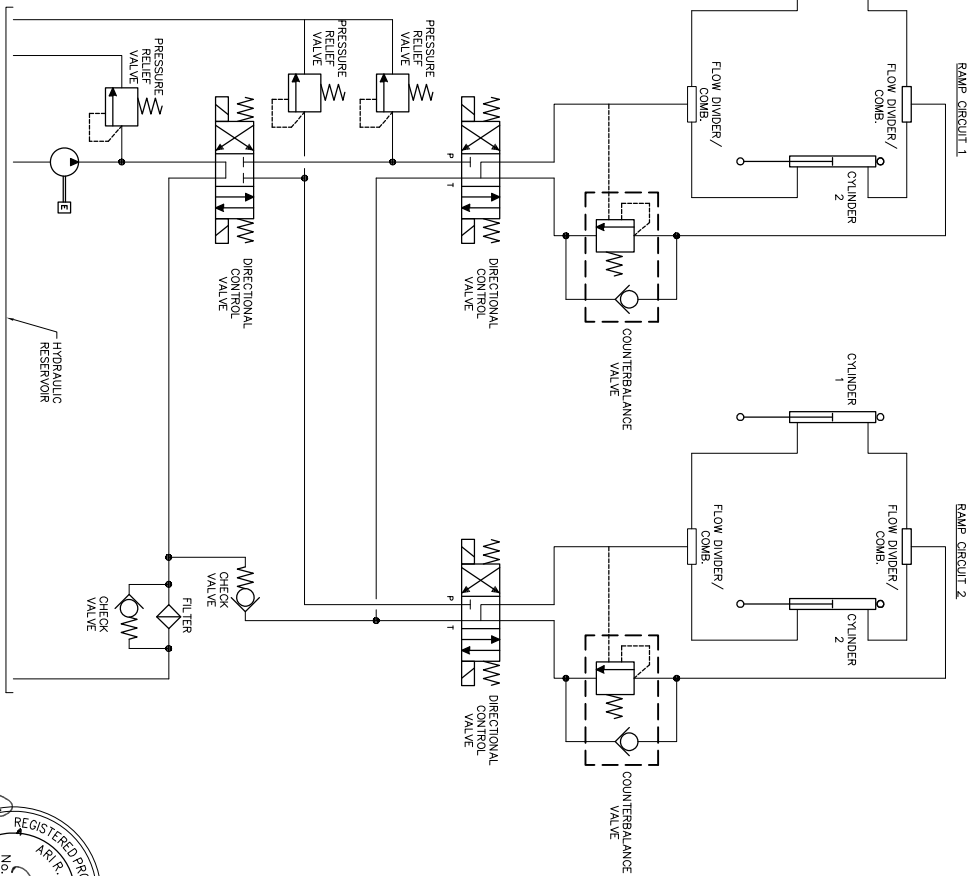 RAMP CIRCUIT 1
FLOW DIVIDER/
COMB.
FLOW DIVIDER/
COMB.
CYLINDER
2
PRESSURE
RELIEF
VALVE
PRESSURE
RELIEF
VALVE
PRESSURE
RELIEF
VALVE
P
T
E
DIRECTIONAL
CONTROL
VALVE
DIRECTIONAL
CONTROL
VALVE
COUNTERBALANCE
VALVE
HYDRAULIC
RESERVOIR
RAMP CIRCUIT 2
CYLINDER
1
FLOW DIVIDER/
COMB.
FLOW DIVIDER/
COMB.
CYLINDER
2
CHECK
VALVE
FILTER
CHECK
VALVE
P
T
DIRECTIONAL
CONTROL
VALVE
COUNTERBALANCE
VALVE
REGISTERED
ARI R.
No.